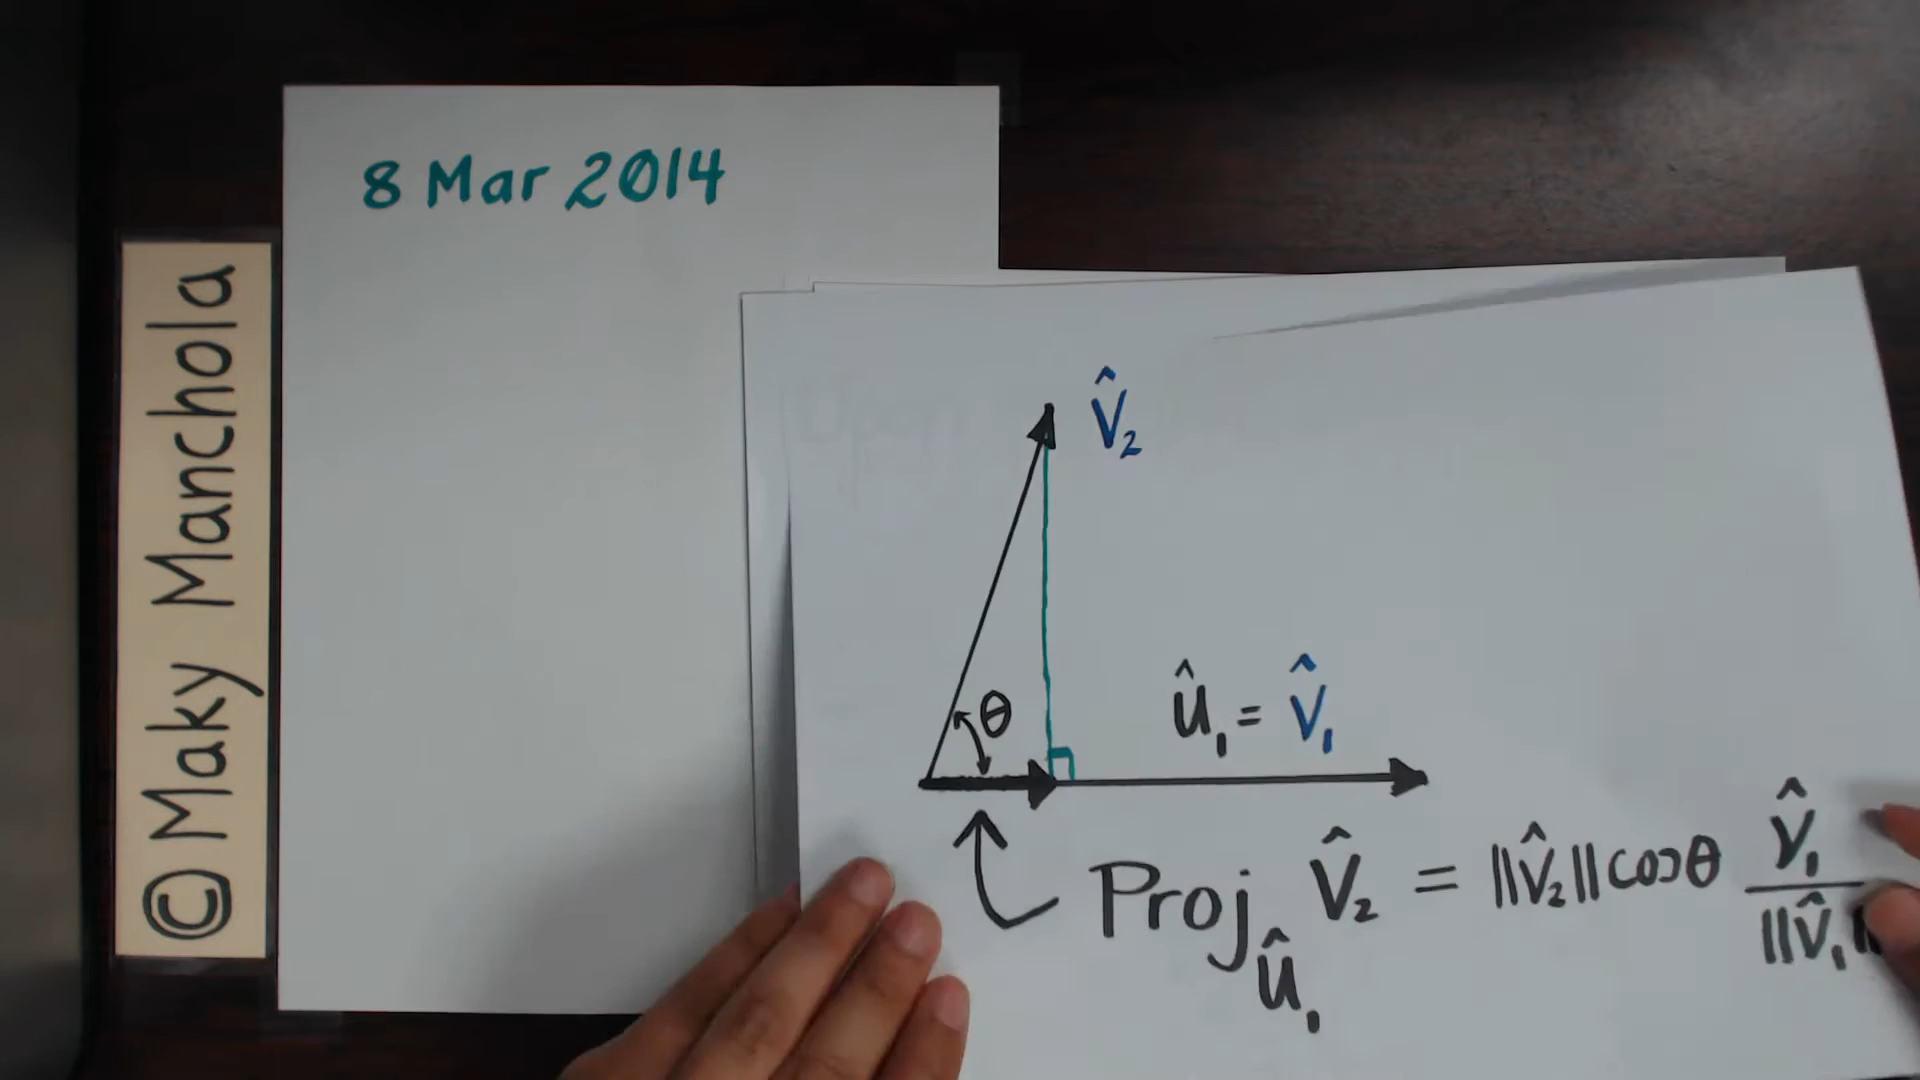 © Maky Manchola
8 Mar 2014
V̂₂
θ
û₁ = V̂₁
Proj_û₁ V̂₂ = ||V̂₂|| cos θ V̂₁ / ||V̂₁||